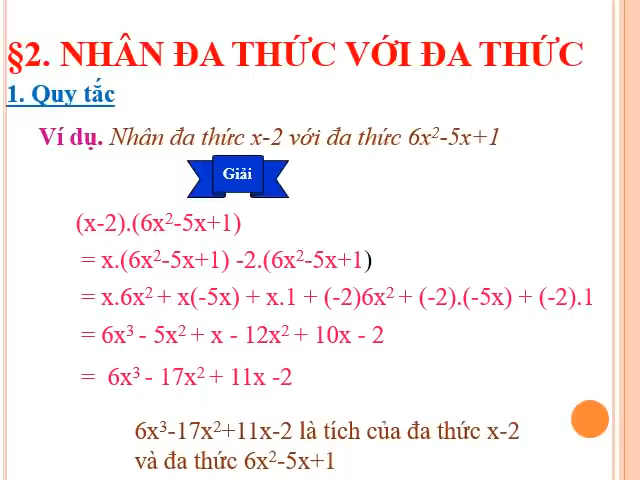 §2. NHÂN ĐA THỨC VỚI ĐA THỨC
1. Quy tắc
Ví dụ. Nhân đa thức x-2 với đa thức 6x²-5x+1
Giải
(x-2).(6x²-5x+1)
= x.(6x²-5x+1) -2.(6x²-5x+1)
= x.6x² + x(-5x) + x.1 + (-2)6x² + (-2).(-5x) + (-2).1
= 6x³ - 5x² + x - 12x² + 10x - 2
= 6x³ - 17x² + 11x -2
6x³-17x²+11x-2 là tích của đa thức x-2
và đa thức 6x²-5x+1